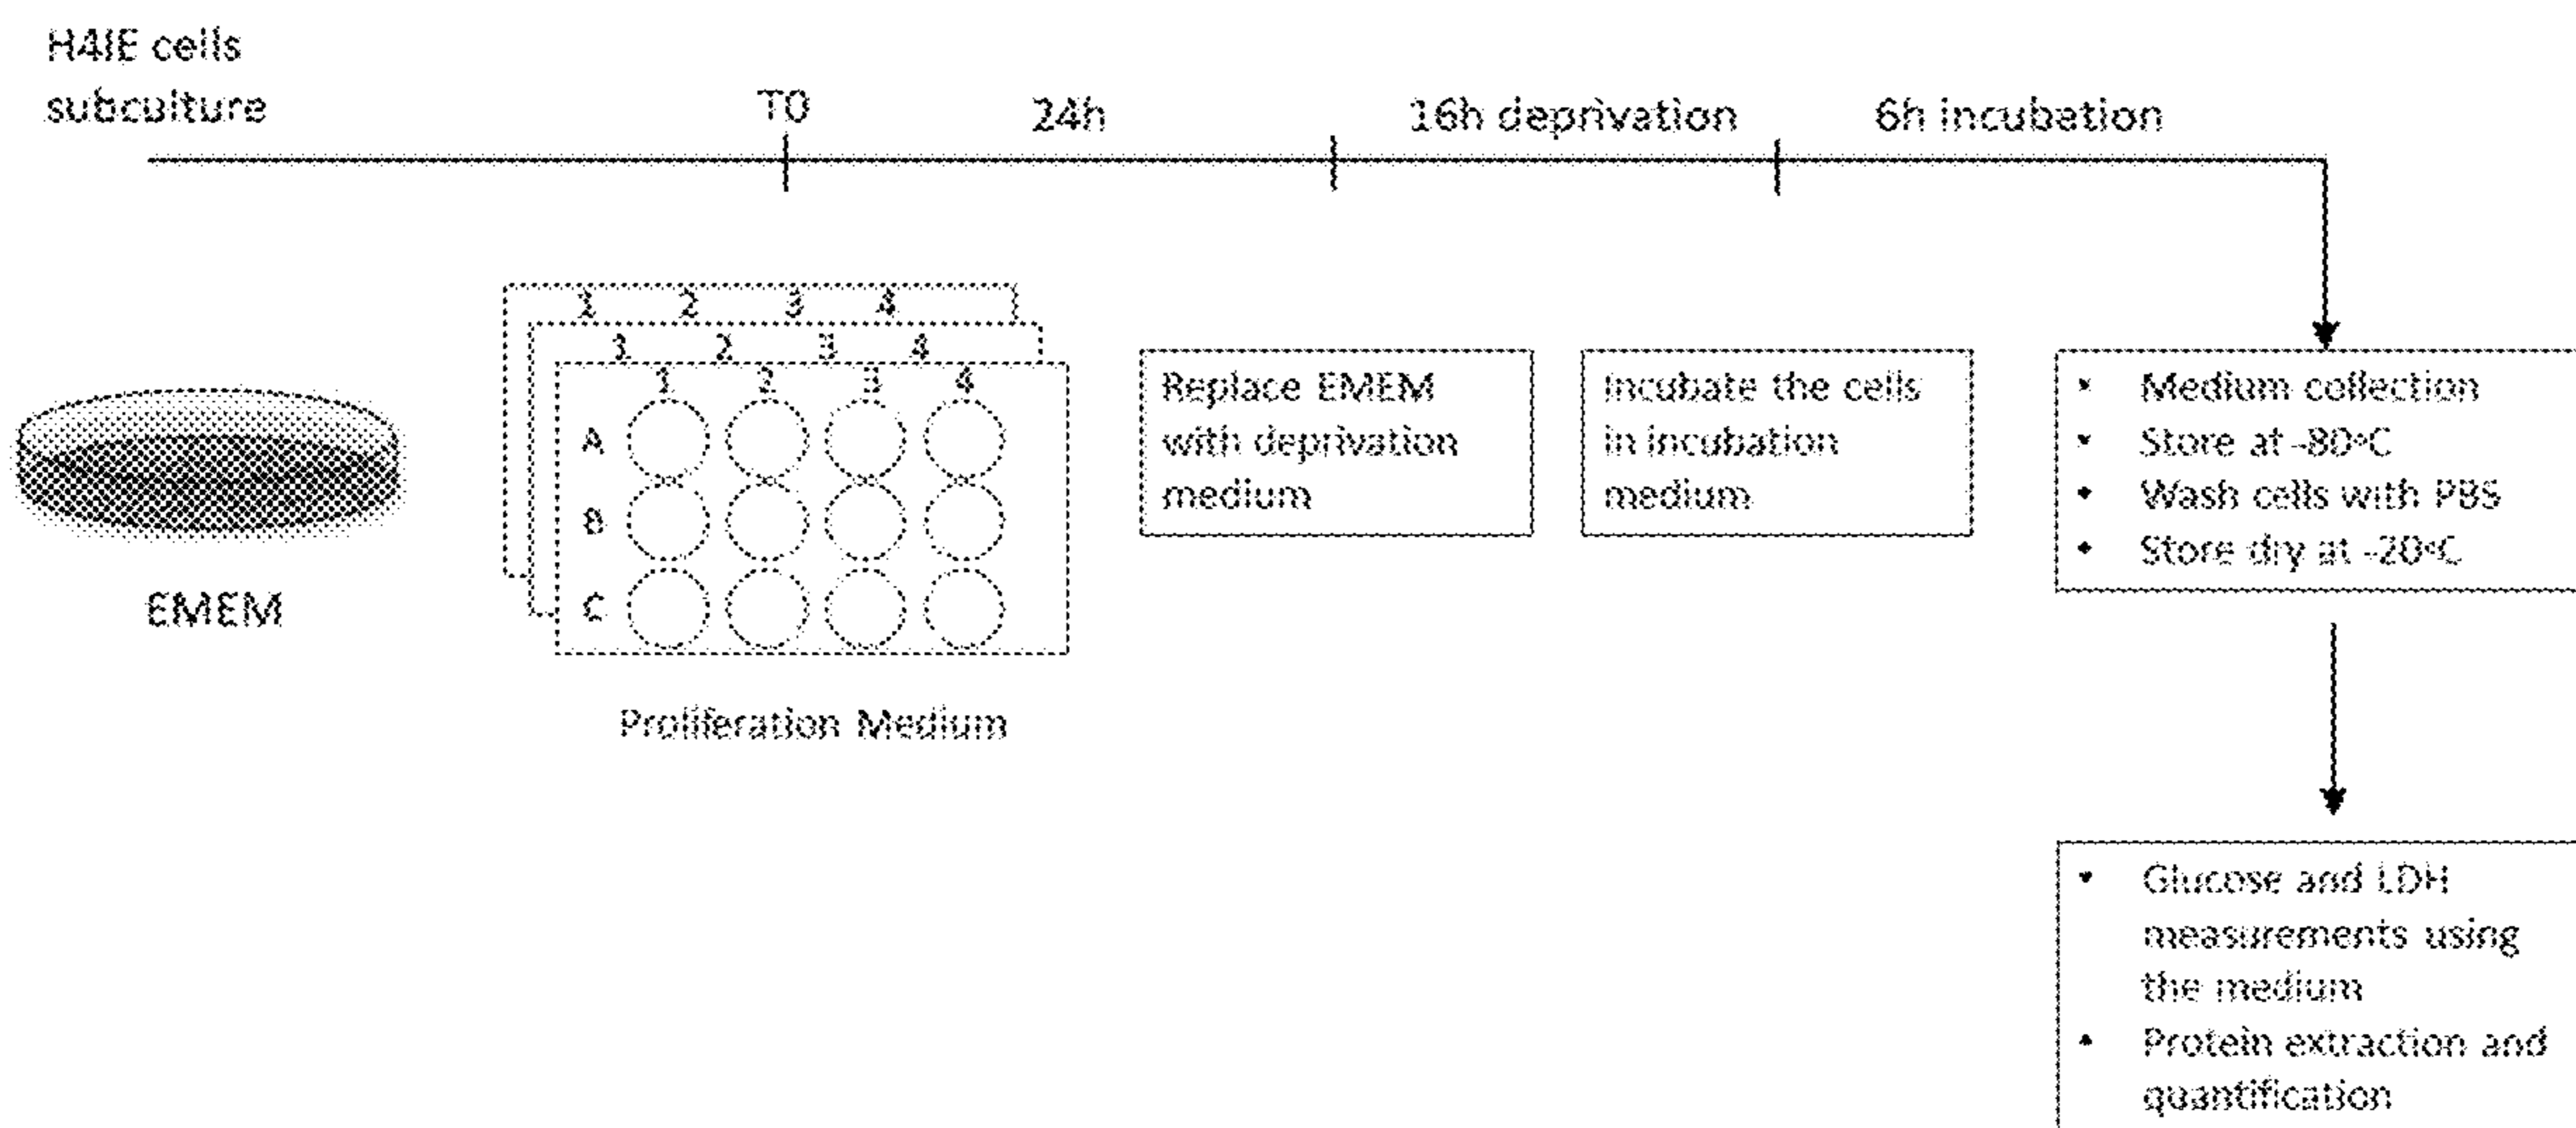 H4IE cells
subculture
T0
24h
16h deprivation
6h incubation
1 2 3 4
1 2 3 4
1 2 3 4
A
B
C
EMEM
Proliferation Medium
Replace EMEM
with deprivation
medium
Incubate the cells
in incubation
medium
• Medium collection
• Store at -80°C
• Wash cells with PBS
• Store dry at -20°C
• Glucose and LDH
measurements using
the medium
• Protein extraction and
quantification